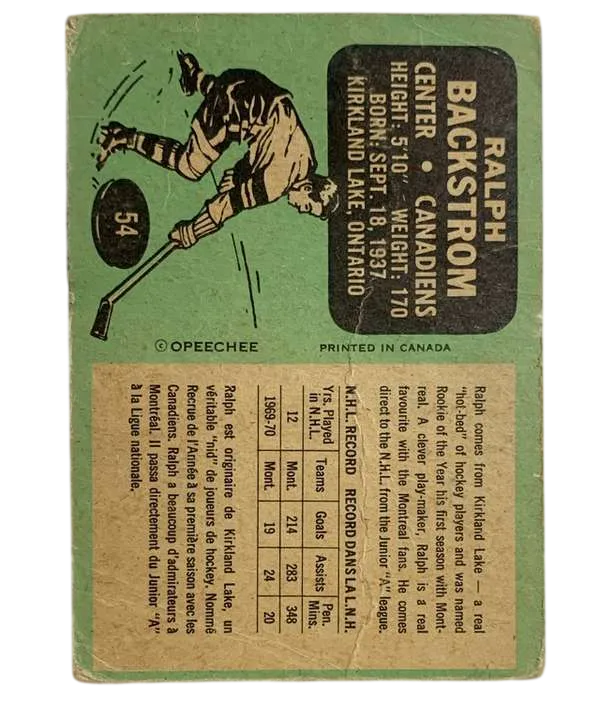 RALPH
BACKSTROM
CENTER • CANADIENS
HEIGHT: 5'10" WEIGHT: 170
BORN: SEPT. 18, 1937
KIRKLAND LAKE, ONTARIO
54
© OPEECHEE
PRINTED IN CANADA
Ralph comes from Kirkland Lake — a real
"hot-bed" of hockey players and was named
Rookie of the Year his first season with Mont-
real. A clever play-maker, Ralph is a real
favourite with the Montreal fans. He comes
direct to the N.H.L. from the Junior "A" league.
N.H.L. RECORD RECORD DANS LA L.N.H.
Yrs. Played in N.H.L. Teams Goals Assists Pen. Mins.
12 Mont. 214 283 348
1969-70 Mont. 19 24 20
Ralph est originaire de Kirkland Lake, un
véritable "nid" de joueurs de hockey. Nommé
Recrue de l'Année à sa première saison avec les
Canadiens. Ralph a beaucoup d'admirateurs à
Montréal. Il passa directement du Junior "A"
à la Ligue nationale.